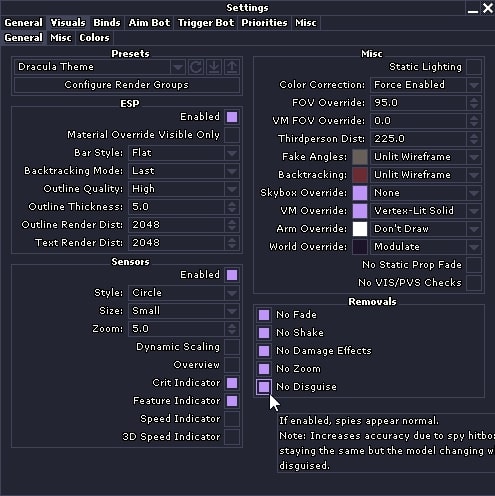 Settings
General Visuals Binds Aim Bot Trigger Bot Priorities Misc
General Misc Colors
Presets
Dracula Theme
Configure Render Groups
ESP
Enabled
Material Override Visible Only
Bar Style: Flat
Backtracking Mode: Last
Outline Quality: High
Outline Thickness: 5.0
Outline Render Dist: 2048
Text Render Dist: 2048
Sensors
Enabled
Style: Circle
Size: Small
Zoom: 5.0
Dynamic Scaling
Overview
Crit Indicator
Feature Indicator
Speed Indicator
3D Speed Indicator
Misc
Static Lighting
Color Correction: Force Enabled
FOV Override: 95.0
VM FOV Override: 0.0
Thirdperson Dist: 225.0
Fake Angles: Unlit Wireframe
Backtracking: Unlit Wireframe
Skybox Override: None
VM Override: Vertex-Lit Solid
Arm Override: Don't Draw
World Override: Modulate
No Static Prop Fade
No VIS/PVS Checks
Removals
No Fade
No Shake
No Damage Effects
No Zoom
No Disguise
If enabled, spies appear normal.
Note: Increases accuracy due to spy hitbo
staying the same but the model changing w
disguised.